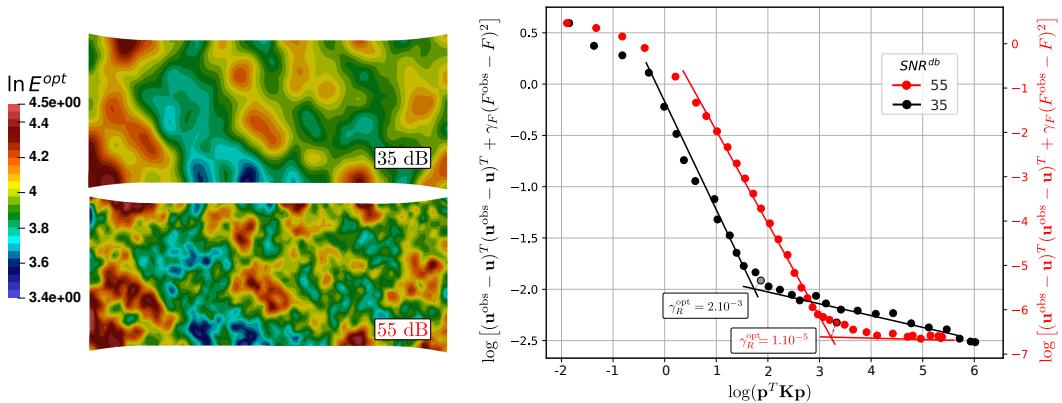 ln E^opt
4.5e+00
4.4
4.2
4
3.8
3.6
3.4e+00
35 dB
55 dB
log [(u^obs − u)^T (u^obs − u)^T + γ_F (F^obs − F)^2]
0.5
0.0
−0.5
−1.0
−1.5
−2.0
−2.5
SNR^db
55
35
γ_R^opt = 2.10^-3
γ_R^opt = 1.10^-5
-2
-1
0
1
2
3
4
5
6
log(p^T Kp)
0
−1
−2
−3
−4
−5
−6
−7
log [(u^obs − u)^T (u^obs − u)^T + γ_F (F^obs − F)^2]